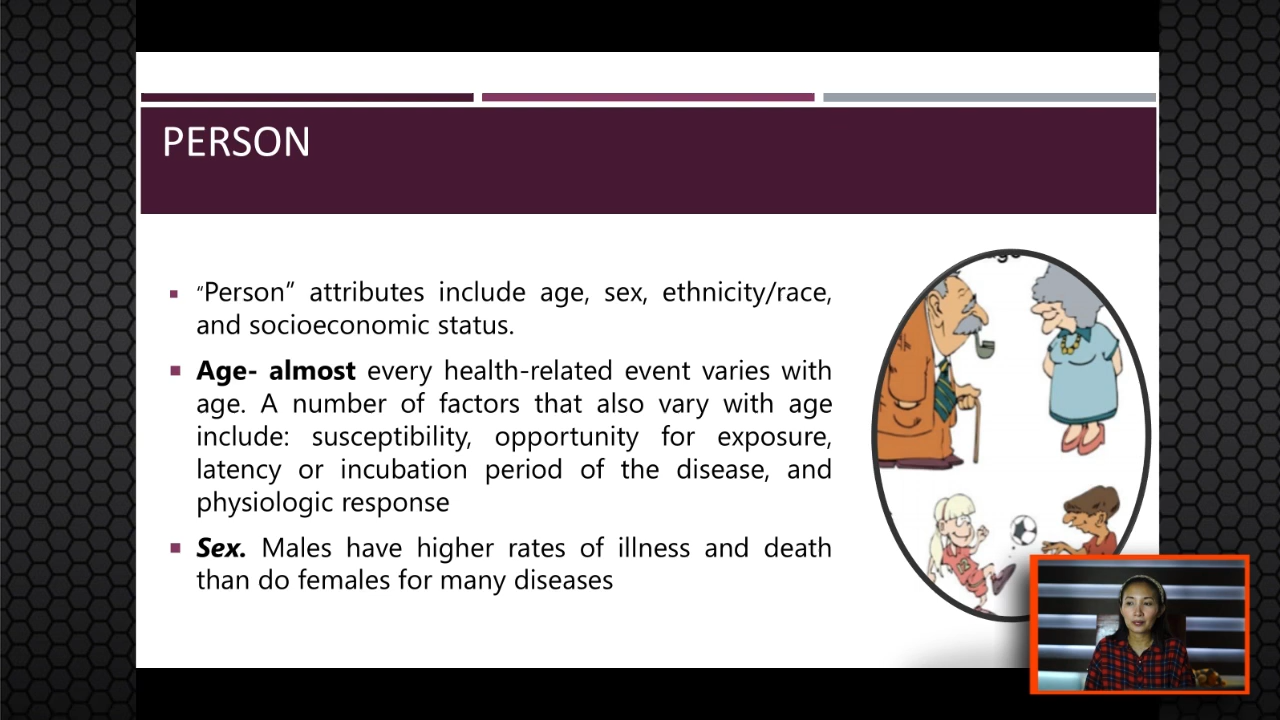 PERSON
“Person” attributes include age, sex, ethnicity/race,
and socioeconomic status.
Age- almost every health-related event varies with
age. A number of factors that also vary with age
include: susceptibility, opportunity for exposure,
latency or incubation period of the disease, and
physiologic response
Sex. Males have higher rates of illness and death
than do females for many diseases